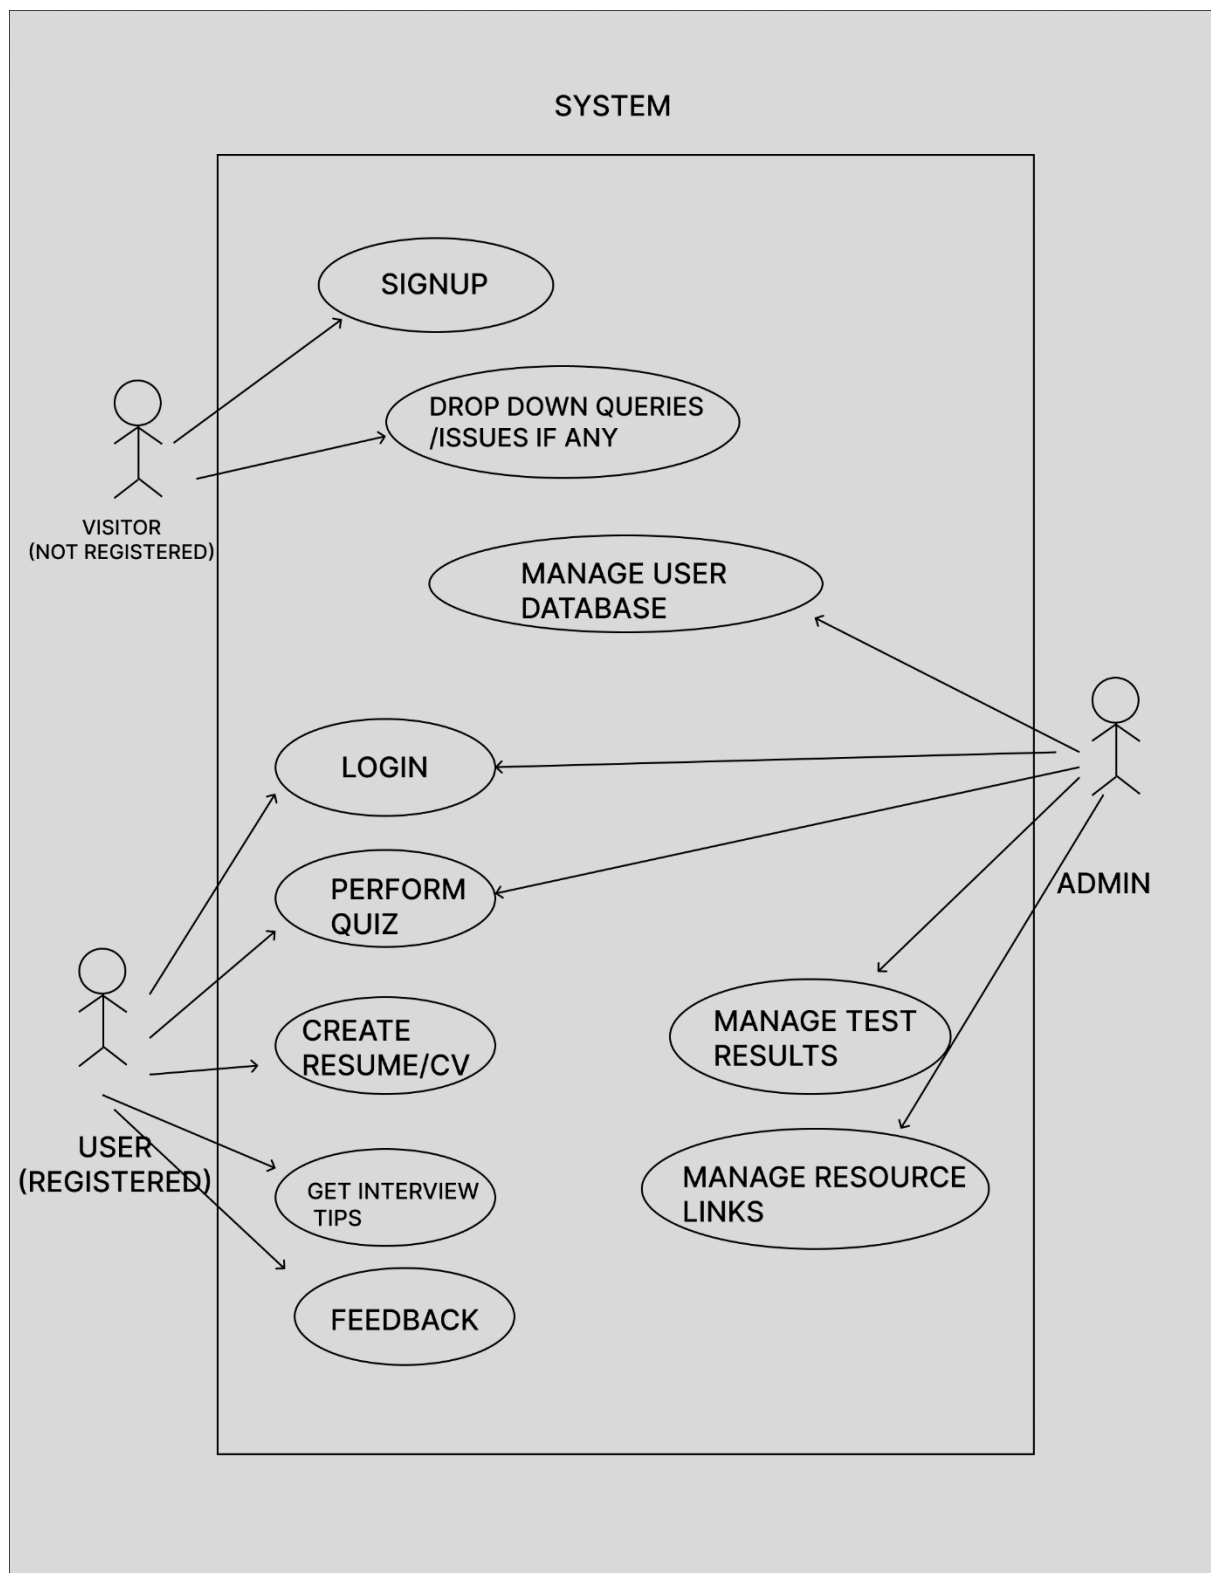 SYSTEM
SIGNUP
DROP DOWN QUERIES
/ISSUES IF ANY
VISITOR
(NOT REGISTERED)
MANAGE USER
DATABASE
LOGIN
PERFORM
QUIZ
ADMIN
CREATE
RESUME/CV
MANAGE TEST
RESULTS
USER
(REGISTERED)
GET INTERVIEW
TIPS
MANAGE RESOURCE
LINKS
FEEDBACK